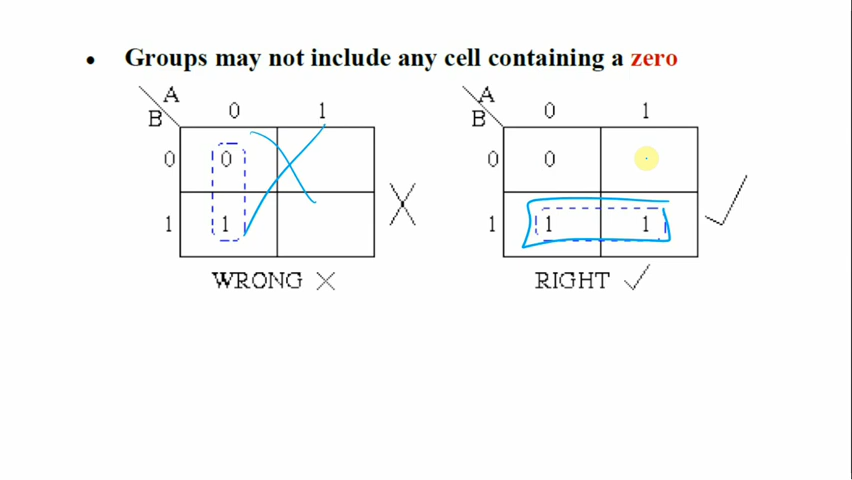 • Groups may not include any cell containing a zero
A
B
0 1
0 0
1 1
WRONG
A
B
0 1
0 0
1 1 1
RIGHT